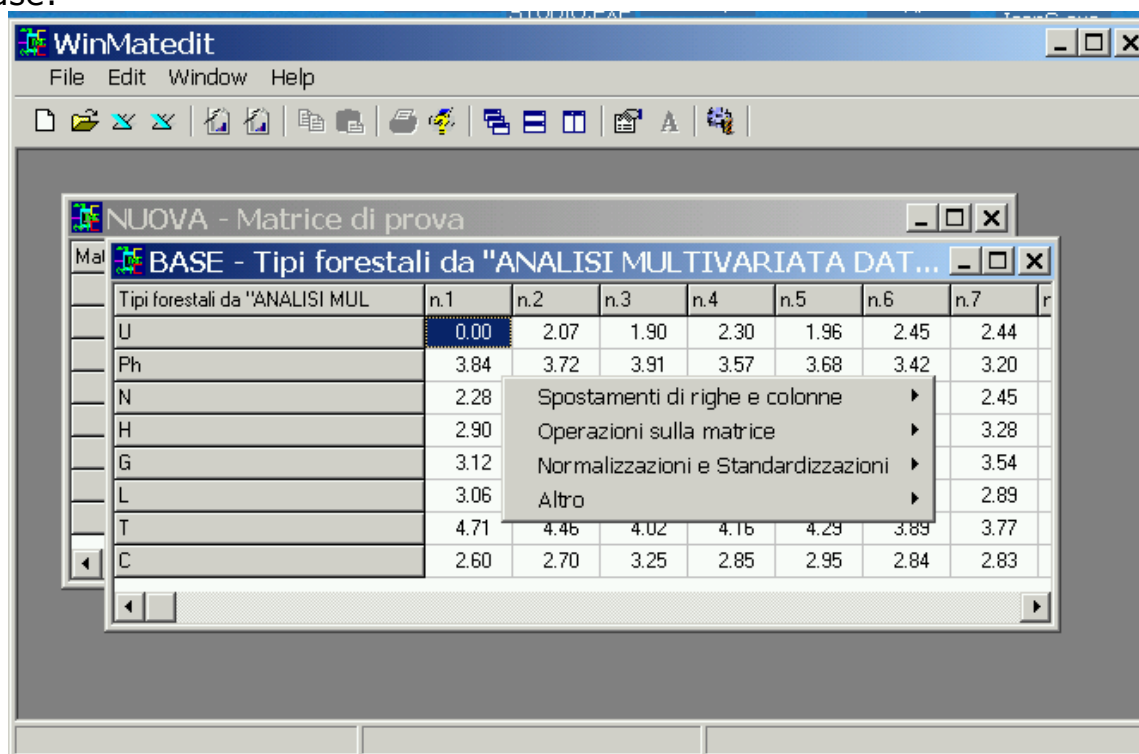 WinMatedit
File Edit Window Help
NUOVA - Matrice di prova
BASE - Tipi forestali da "ANALISI MULTIVARIATA DAT...
Tipi forestali da "ANALISI MUL n.1 n.2 n.3 n.4 n.5 n.6 n.7
U 0.00 2.07 1.90 2.30 1.96 2.45 2.44
Ph 3.84 3.72 3.91 3.57 3.68 3.42 3.20
N 2.28 2.45
H 2.90 3.28
G 3.12 3.54
L 3.06 2.89
T 4.71 4.46 4.02 4.16 4.29 3.89 3.77
C 2.60 2.70 3.25 2.85 2.95 2.84 2.83
Spostamenti di righe e colonne
Operazioni sulla matrice
Normalizzazioni e Standardizzazioni
Altro